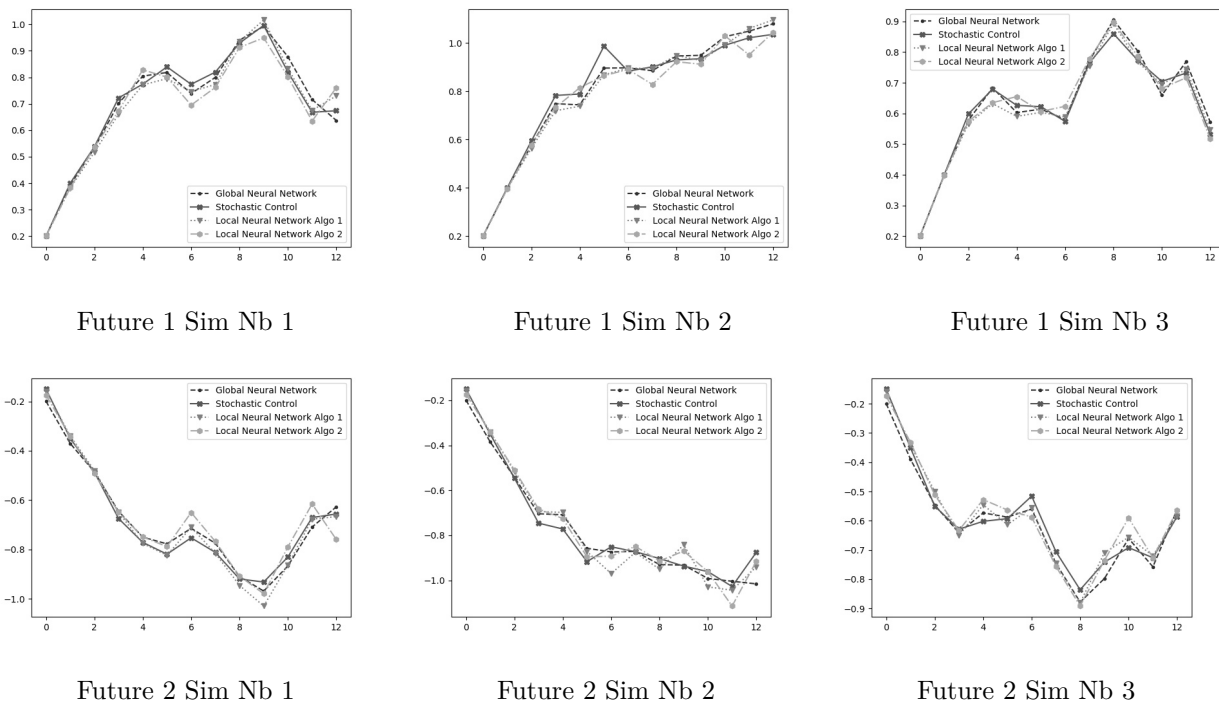 1.0
0.9
0.8
0.7
0.6
0.5
0.4
0.3
0.2
0 2 4 6 8 10 12
Global Neural Network
Stochastic Control
Local Neural Network Algo 1
Local Neural Network Algo 2
Future 1 Sim Nb 1
1.0
0.8
0.6
0.4
0.2
0 2 4 6 8 10 12
Global Neural Network
Stochastic Control
Local Neural Network Algo 1
Local Neural Network Algo 2
Future 1 Sim Nb 2
0.9
0.8
0.7
0.6
0.5
0.4
0.3
0.2
0 2 4 6 8 10 12
Global Neural Network
Stochastic Control
Local Neural Network Algo 1
Local Neural Network Algo 2
Future 1 Sim Nb 3
−0.2
−0.4
−0.6
−0.8
−1.0
0 2 4 6 8 10 12
Global Neural Network
Stochastic Control
Local Neural Network Algo 1
Local Neural Network Algo 2
Future 2 Sim Nb 1
−0.2
−0.4
−0.6
−0.8
−1.0
0 2 4 6 8 10 12
Global Neural Network
Stochastic Control
Local Neural Network Algo 1
Local Neural Network Algo 2
Future 2 Sim Nb 2
−0.2
−0.3
−0.4
−0.5
−0.6
−0.7
−0.8
−0.9
0 2 4 6 8 10 12
Global Neural Network
Stochastic Control
Local Neural Network Algo 1
Local Neural Network Algo 2
Future 2 Sim Nb 3